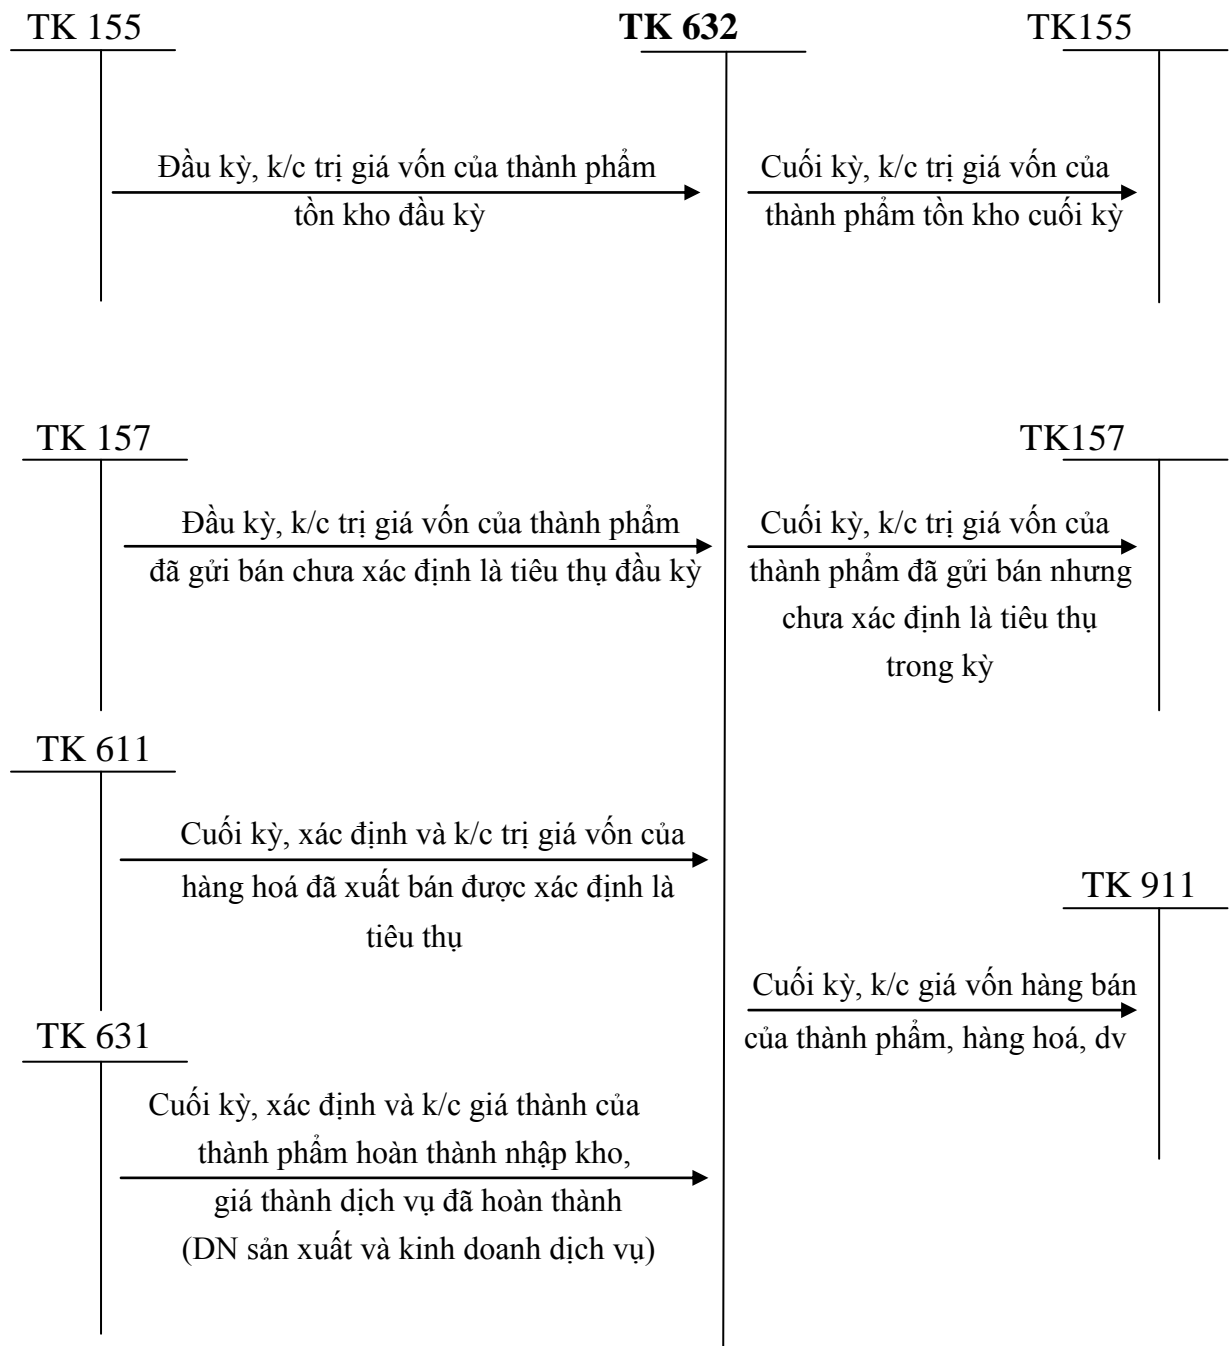 TK 155
TK 632
TK155
Đầu kỳ, k/c trị giá vốn của thành phẩm
tồn kho đầu kỳ
Cuối kỳ, k/c trị giá vốn của
thành phẩm tồn kho cuối kỳ
TK 157
TK157
Đầu kỳ, k/c trị giá vốn của thành phẩm
đã gửi bán chưa xác định là tiêu thụ đầu kỳ
Cuối kỳ, k/c trị giá vốn của
thành phẩm đã gửi bán nhưng
chưa xác định là tiêu thụ
trong kỳ
TK 611
Cuối kỳ, xác định và k/c trị giá vốn của
hàng hoá đã xuất bán được xác định là
tiêu thụ
TK 911
Cuối kỳ, k/c giá vốn hàng bán
của thành phẩm, hàng hoá, dv
TK 631
Cuối kỳ, xác định và k/c giá thành của
thành phẩm hoàn thành nhập kho,
giá thành dịch vụ đã hoàn thành
(DN sản xuất và kinh doanh dịch vụ)